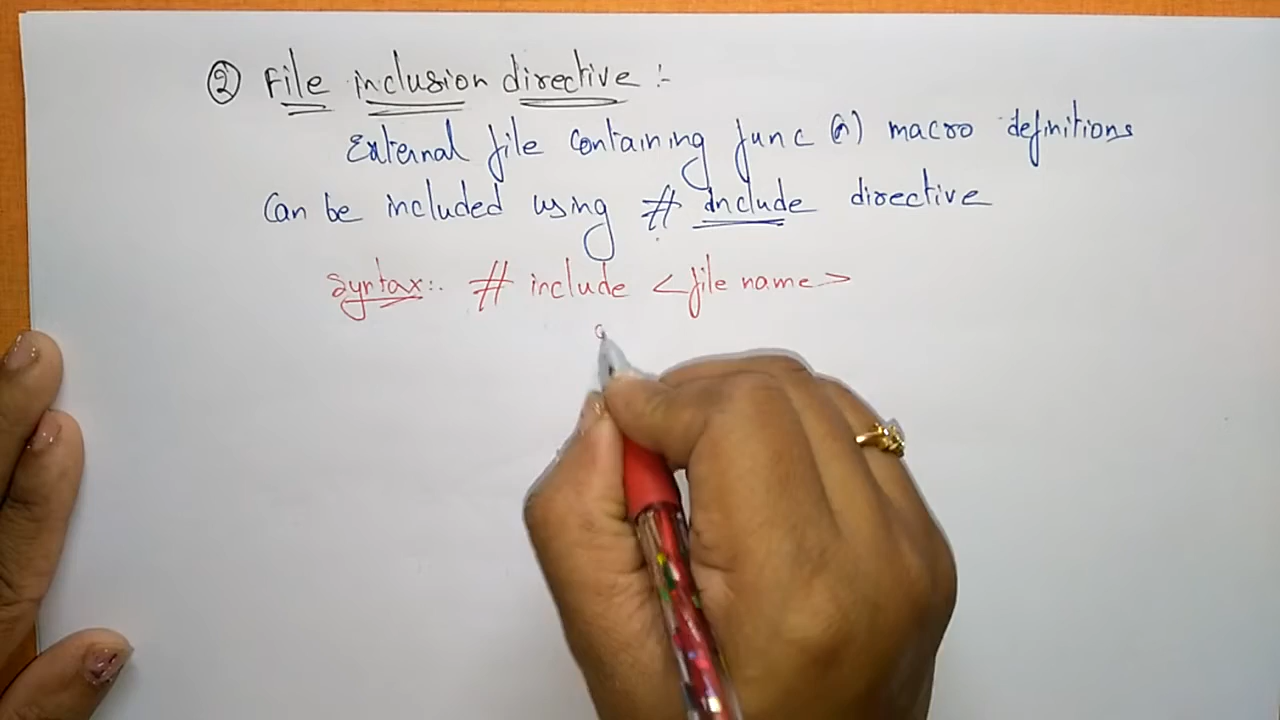 ② File inclusion directive :-
External file containing func (or) macro definitions
Can be included using # include directive
Syntax:- # include <file name>
o